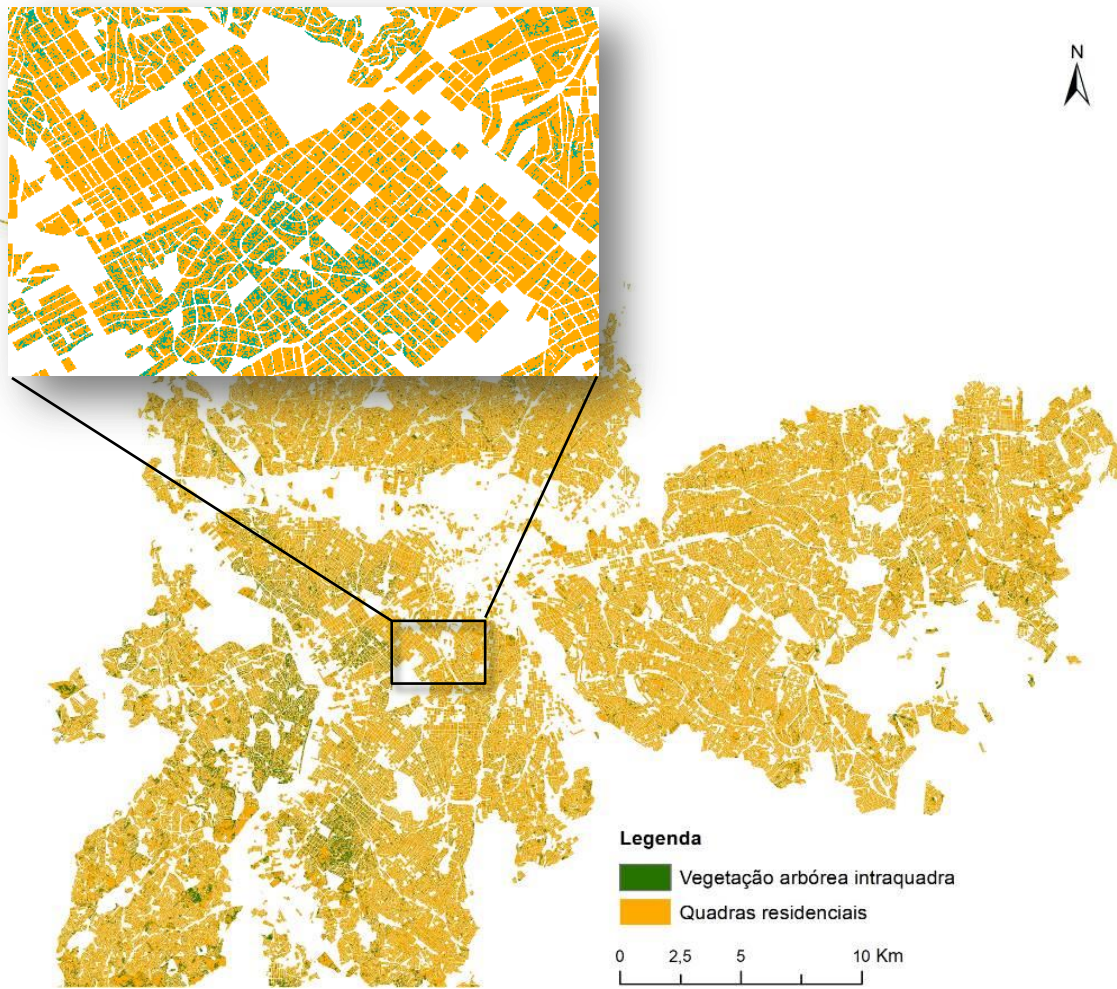 N
Legenda
Vegetação arbórea intraquadra
Quadras residenciais
0 2,5 5 10 Km